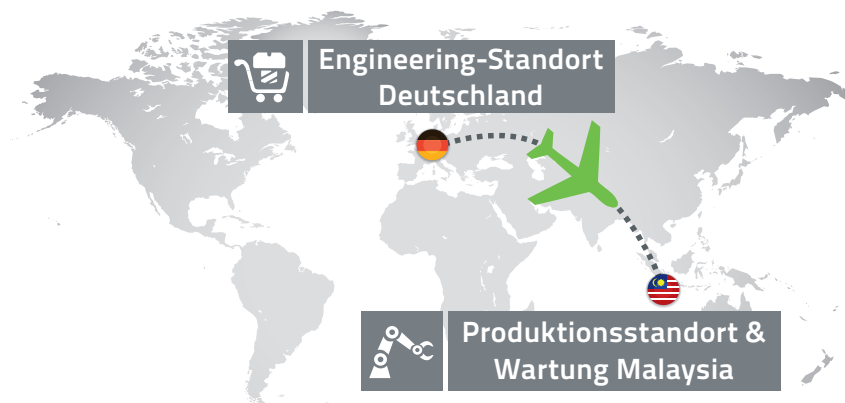 Engineering-Standort
Deutschland
Produktionsstandort &
Wartung Malaysia